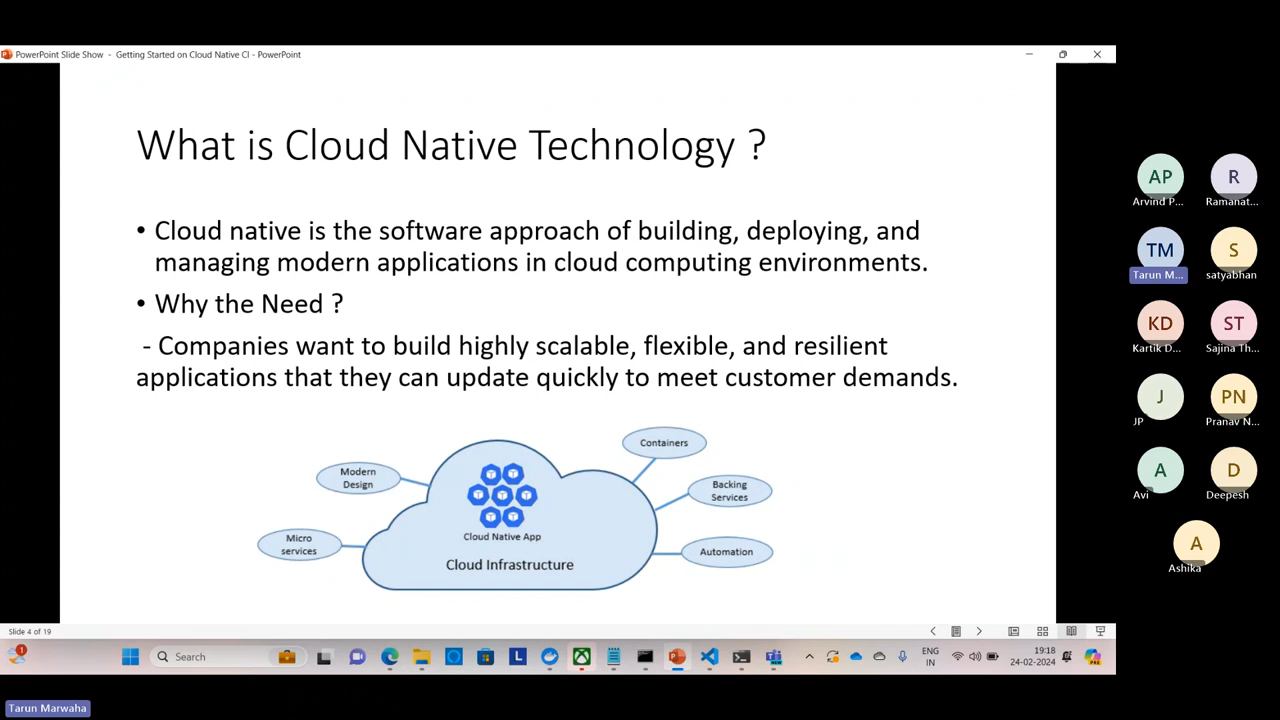 PowerPoint Slide Show - Getting Started on Cloud Native CI - PowerPoint
What is Cloud Native Technology ?
• Cloud native is the software approach of building, deploying, and
managing modern applications in cloud computing environments.
• Why the Need ?
- Companies want to build highly scalable, flexible, and resilient
applications that they can update quickly to meet customer demands.
Containers
Modern
Design
Backing
Services
Cloud Native App
Micro
services
Automation
Cloud Infrastructure
Slide 4 of 19
1
Search
L
NEW
ENG
IN
19:18
24-02-2024
PRE
AP
Arvind P...
R
Ramanat...
TM
Tarun M...
S
satyabhan
KD
Kartik D...
ST
Sajina Th...
J
JP
PN
Pranav N...
A
Avi
D
Deepesh
A
Ashika
Tarun Marwaha